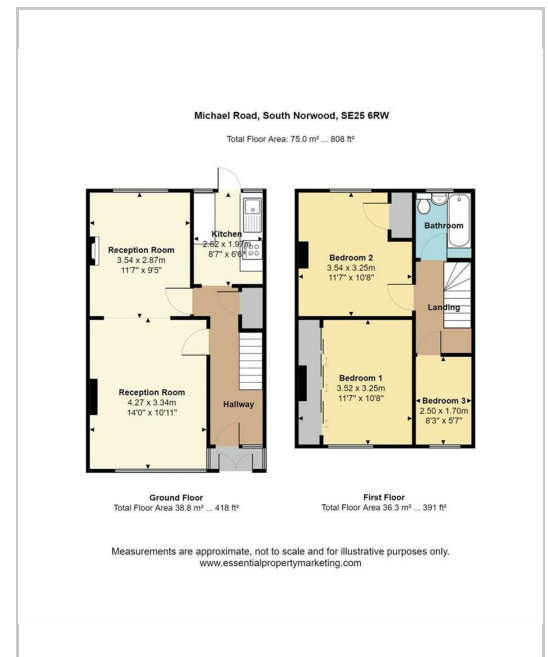 Michael Road, South Norwood, SE25 6RW
Total Floor Area: 75.0 m² ... 808 ft²
Reception Room
3.54 x 2.87m
11'7" x 9'5"
Kitchen
2.62 x 1.97m
8'7" x 6'6"
Reception Room
4.27 x 3.34m
14'0" x 10'11"
Hallway
Bathroom
Bedroom 2
3.54 x 3.25m
11'7" x 10'8"
Landing
Bedroom 1
3.52 x 3.25m
11'7" x 10'8"
Bedroom 3
2.50 x 1.70m
8'3" x 5'7"
Ground Floor
Total Floor Area 38.8 m² ... 418 ft²
First Floor
Total Floor Area 36.3 m² ... 391 ft²
Measurements are approximate, not to scale and for illustrative purposes only.
www.essentialpropertymarketing.com